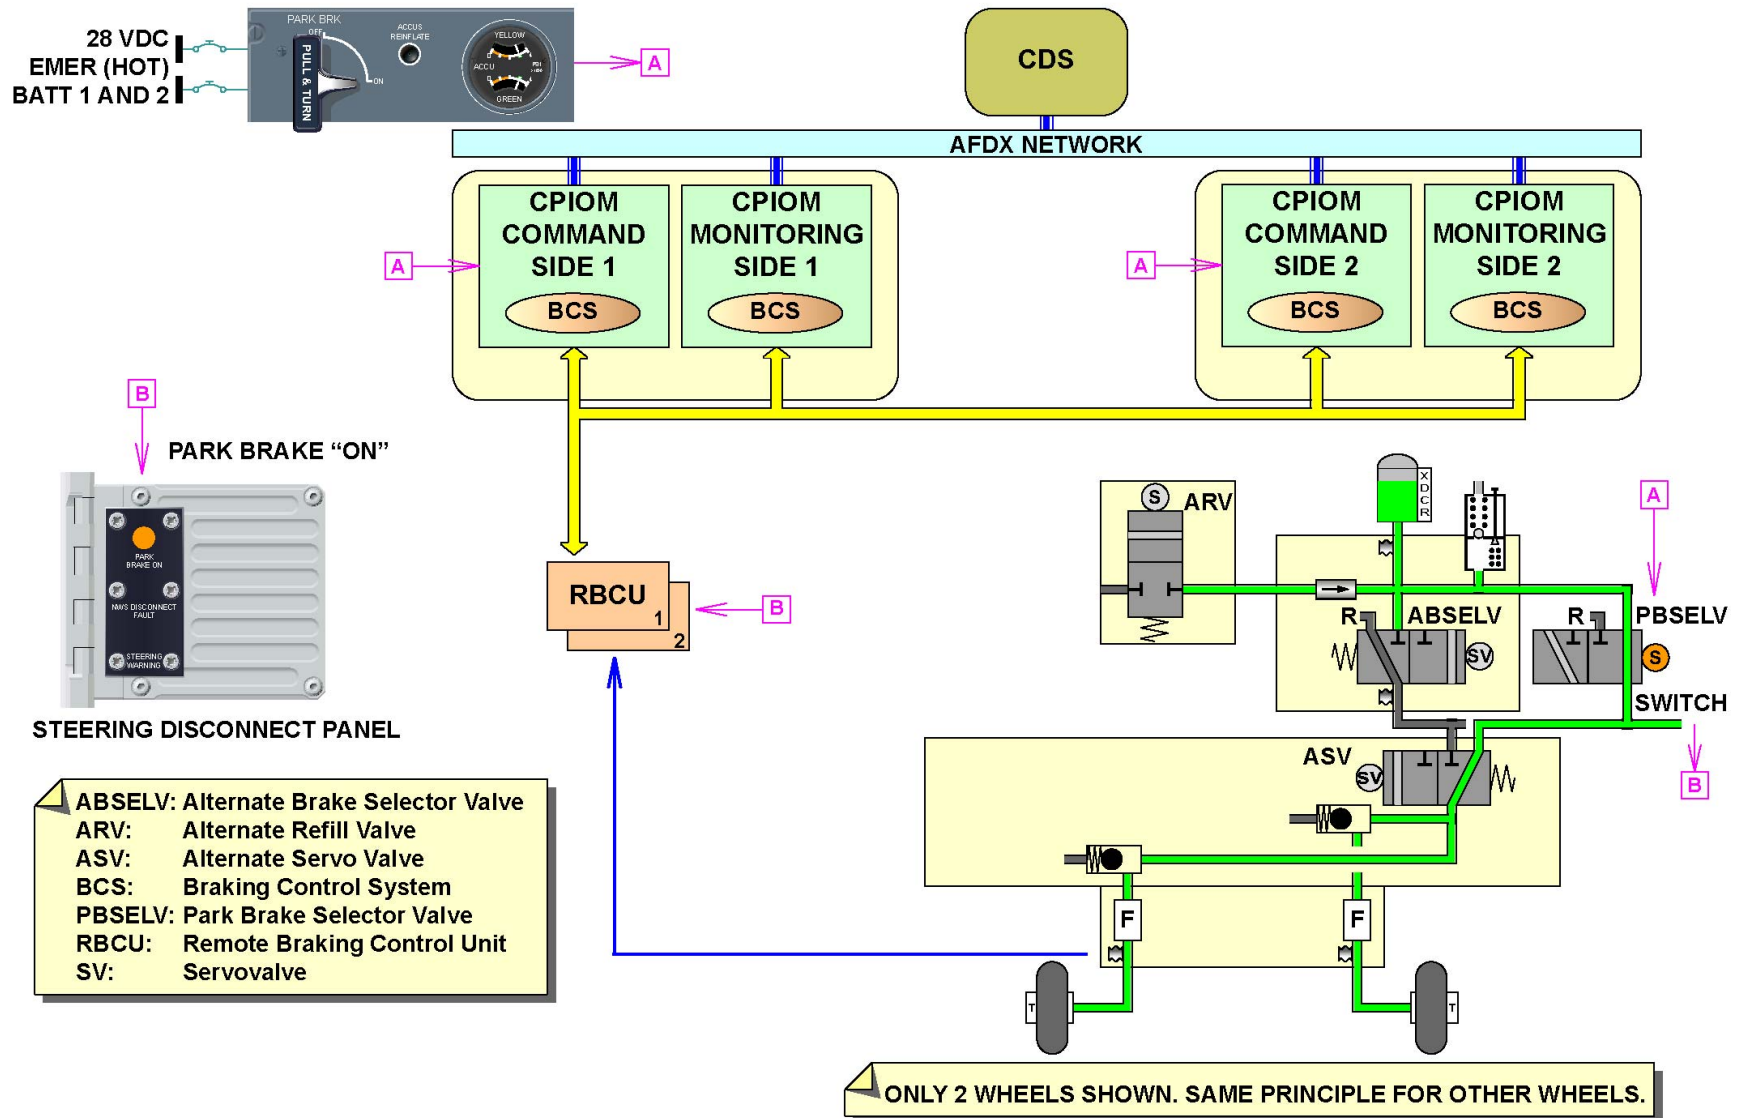 28 VDC
EMER (HOT)
BATT 1 AND 2
PARK BRK
OFF
ON
PULL & TURN
ACCUS
REINFLATE
YELLOW
ACCU
PSI
GREEN
A
CDS
AFDX NETWORK
CPIOM
COMMAND
SIDE 1
BCS
CPIOM
MONITORING
SIDE 1
BCS
CPIOM
COMMAND
SIDE 2
BCS
CPIOM
MONITORING
SIDE 2
BCS
A
A
B
PARK BRAKE “ON”
PARK
BRAKE ON
NWS DISCONNECT
FAULT
STEERING
WARNING
STEERING DISCONNECT PANEL
RBCU
1
2
B
S
ARV
XDCR
A
R
ABSELV
SV
R
PBSELV
S
SWITCH
B
ASV
SV
F
F
T
T
ABSELV: Alternate Brake Selector Valve
ARV: Alternate Refill Valve
ASV: Alternate Servo Valve
BCS: Braking Control System
PBSELV: Park Brake Selector Valve
RBCU: Remote Braking Control Unit
SV: Servovalve
ONLY 2 WHEELS SHOWN. SAME PRINCIPLE FOR OTHER WHEELS.